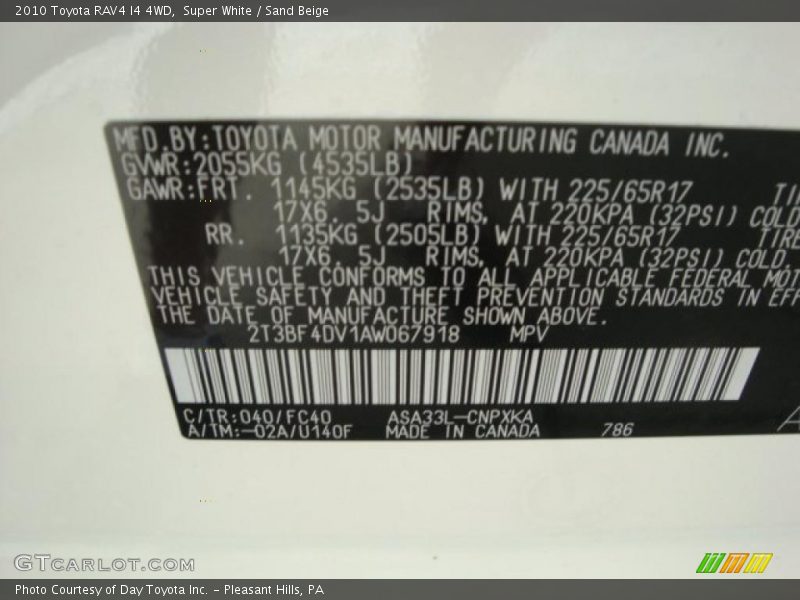 2010 Toyota RAV4 I4 4WD,  Super White / Sand Beige
MFD.BY:TOYOTA MOTOR MANUFACTURING CANADA INC.
GVWR:2055KG (4535LB)
GAWR:FRT. 1145KG (2535LB) WITH 225/65R17
17X6. 5J RIMS, AT 220KPA (32PSI) COLD
RR. 1135KG (2505LB) WITH 225/65R17 TIRE
17X6. 5J RIMS, AT 220KPA (32PSI) COLD.
THIS VEHICLE CONFORMS TO ALL APPLICABLE FEDERAL
VEHICLE SAFETY AND THEFT PREVENTION STANDARDS IN
THE DATE OF MANUFACTURE SHOWN ABOVE.
2T3BF4DV1AW067918 MPV
C/TR:040/FC40 ASA33L-CNPXKA
A/TM:-02A/U140F MADE IN CANADA 786
GTCARLOT.COM
Photo Courtesy of Day Toyota Inc. - Pleasant Hills, PA